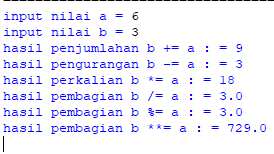 input nilai a = 6
input nilai b = 3
hasil penjumlahan b += a : = 9
hasil pengurangan b -= a : = 3
hasil perkalian b *= a : = 18
hasil pembagian b /= a : = 3.0
hasil pembagian b %= a : = 3.0
hasil pembagian b **= a : = 729.0